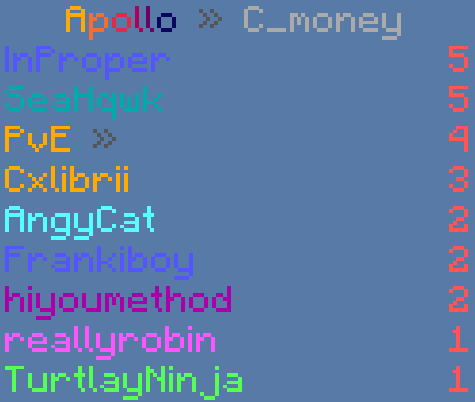 Apollo » C_money
InProper 5
SeaHqwk 5
PvE » 4
Cxlibrii 3
AngyCat 2
Frankiboy 2
hiyoumethod 2
reallyrobin 1
TurtlayNinja 1